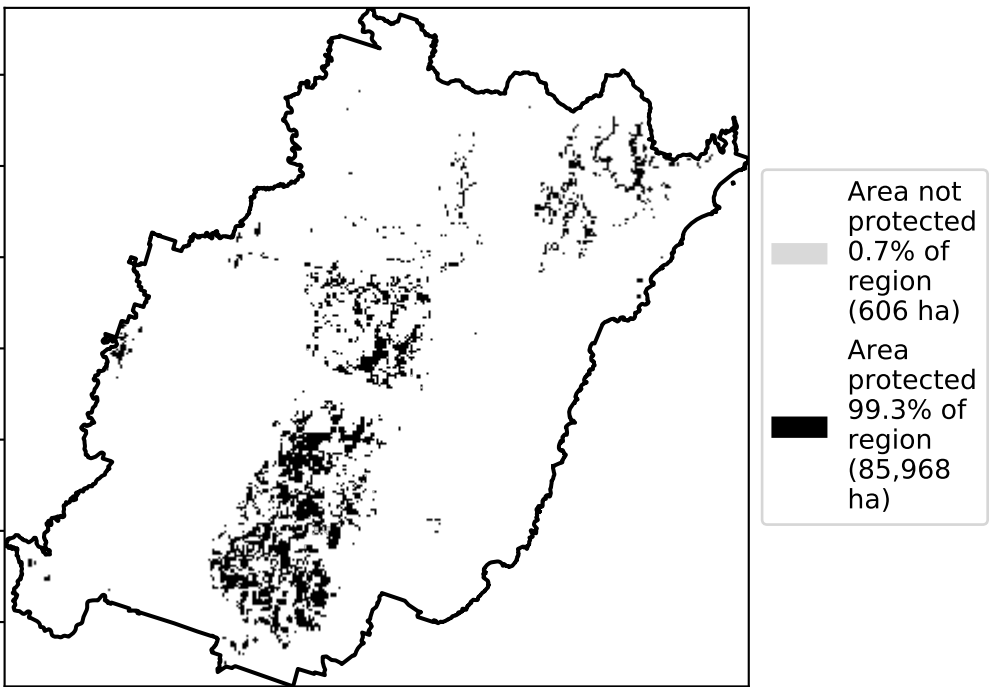 Area not
protected
0.7% of
region
(606 ha)
Area
protected
99.3% of
region
(85,968
ha)